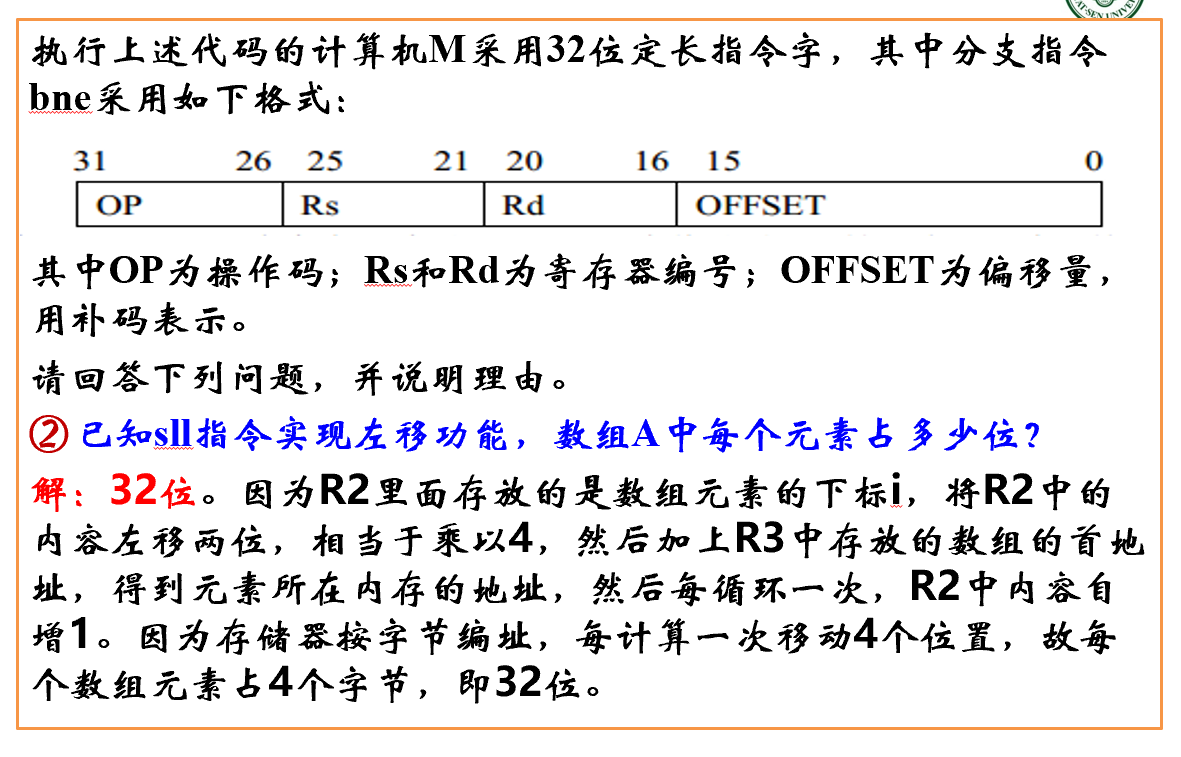 AT-SEN UNIVE
执行上述代码的计算机M采用32位定长指令字，其中分支指令
bne采用如下格式：
31 26 25 21 20 16 15 0
OP Rs Rd OFFSET
其中OP为操作码；Rs和Rd为寄存器编号；OFFSET为偏移量，
用补码表示。
请回答下列问题，并说明理由。
② 已知sll指令实现左移功能，数组A中每个元素占多少位？
解：32位。因为R2里面存放的是数组元素的下标i，将R2中的
内容左移两位，相当于乘以4，然后加上R3中存放的数组的首地
址，得到元素所在内存的地址，然后每循环一次，R2中内容自
增1。因为存储器按字节编址，每计算一次移动4个位置，故每
个数组元素占4个字节，即32位。